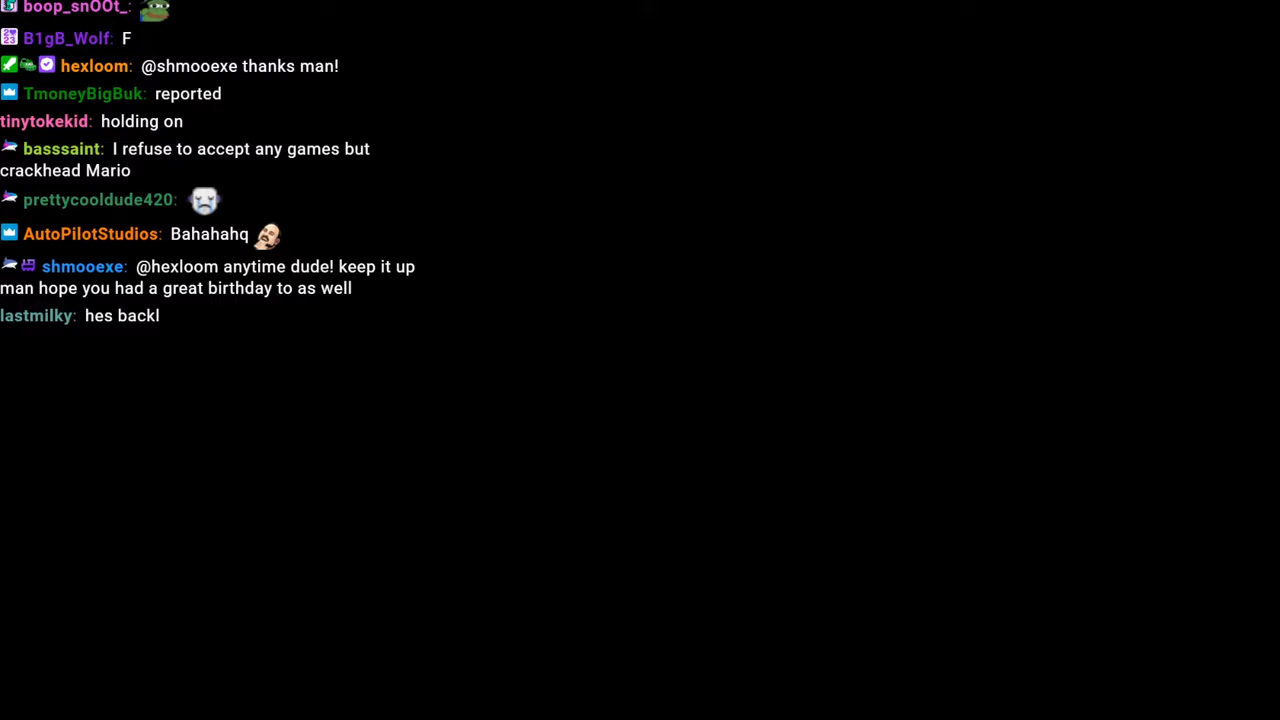 boop_snOOt_:
B1gB_Wolf: F
hexloom: @shmooexe thanks man!
TmoneyBigBuk: reported
tinytokekid: holding on
basssaint: I refuse to accept any games but
crackhead Mario
prettycooldude420:
AutoPilotStudios: Bahahahq
shmooexe: @hexloom anytime dude! keep it up
man hope you had a great birthday to as well
lastmilky: hes backl